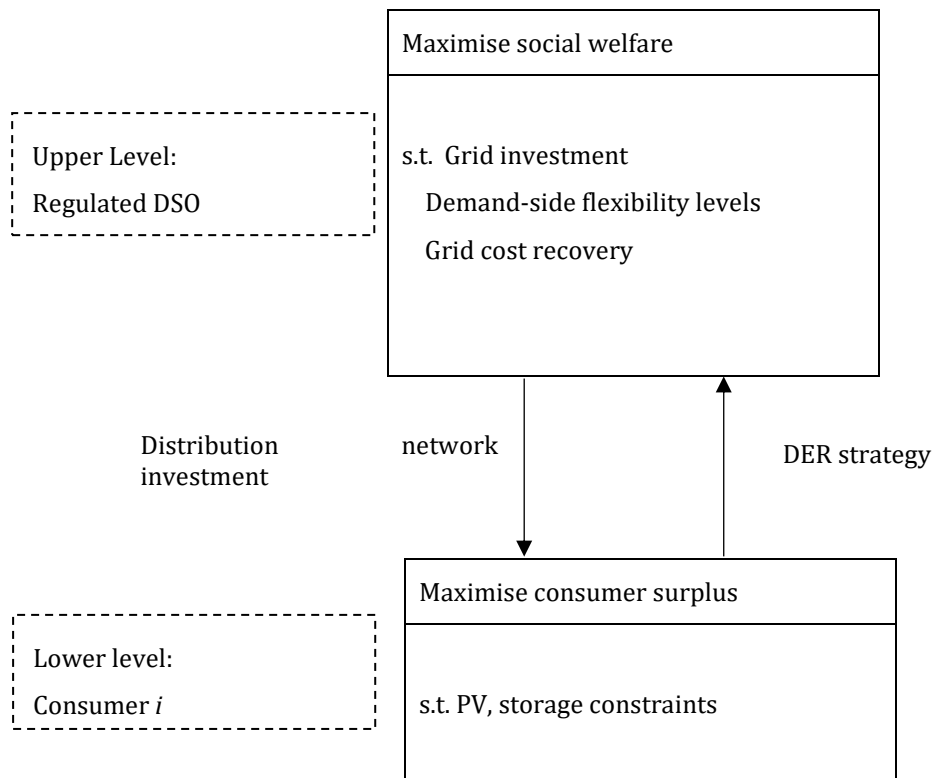 Maximise social welfare
Upper Level:
Regulated DSO
s.t. Grid investment
Demand-side flexibility levels
Grid cost recovery
Distribution network
investment
DER strategy
Maximise consumer surplus
Lower level:
Consumer i
s.t. PV, storage constraints